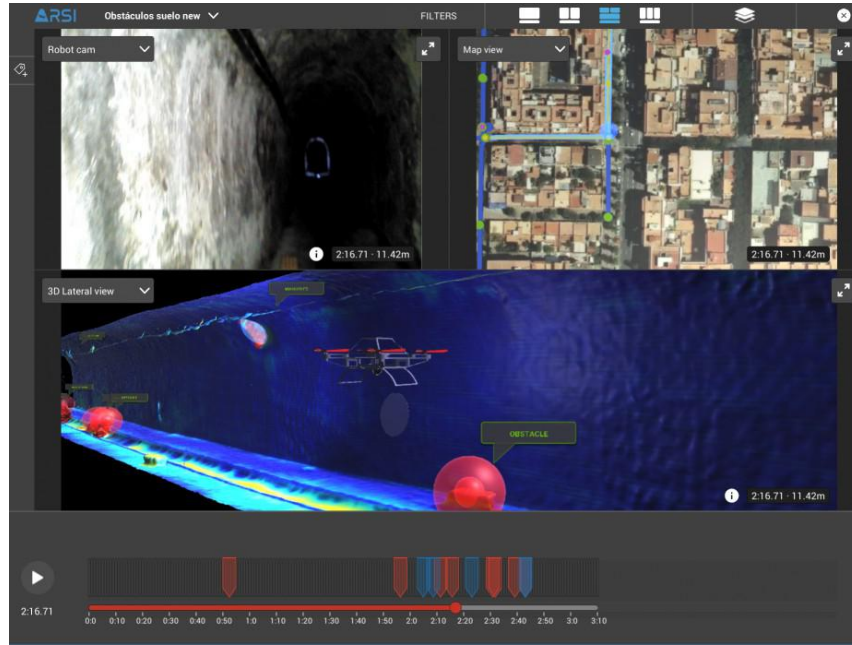 ARSI
Obstáculos suelo new
FILTERS
Robot cam
Map view
2:16.71 - 11.42m
2:16.71 - 11.42m
3D Lateral view
OBSTACLE
2:16.71 - 11.42m
2:16.71
0:0 0:10 0:20 0:30 0:40 0:50 1:0 1:10 1:20 1:30 1:40 1:50 2:0 2:10 2:20 2:30 2:40 2:50 3:0 3:10